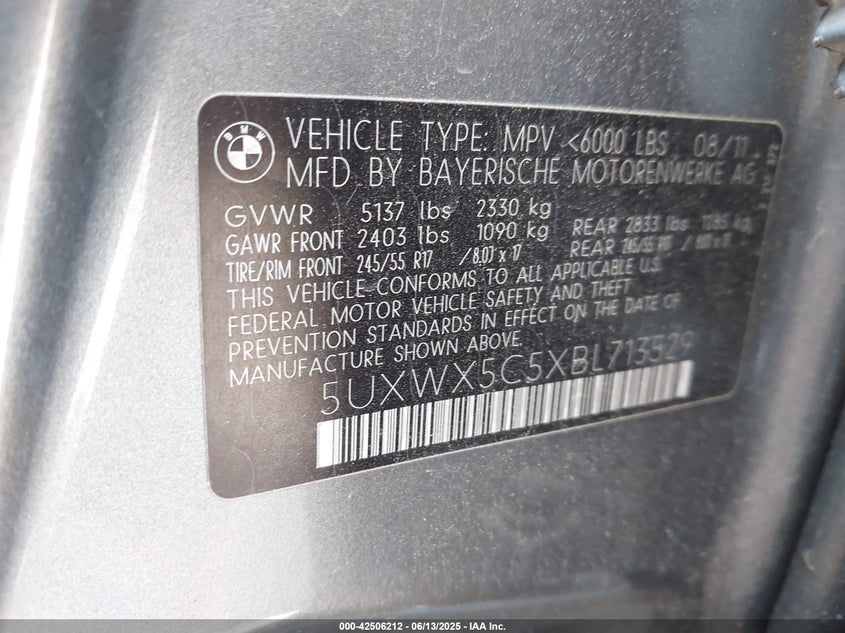 BMW
VEHICLE TYPE: MPV <6000 LBS 08/11
MFD BY BAYERISCHE MOTORENWERKE AG
GVWR 5137 lbs 2330 kg
GAWR FRONT 2403 lbs 1090 kg REAR 2833 lbs 1285 kg
TIRE/RIM FRONT 245/55 R17 / 8.0J x 17 REAR 245/55 R17
THIS VEHICLE CONFORMS TO ALL APPLICABLE U.S.
FEDERAL MOTOR VEHICLE SAFETY AND THEFT
PREVENTION STANDARDS IN EFFECT ON THE DATE OF
MANUFACTURE SHOWN ABOVE.
5UXWX5C5XBL713529
000-42506212 - 06/13/2025 - IAA Inc.